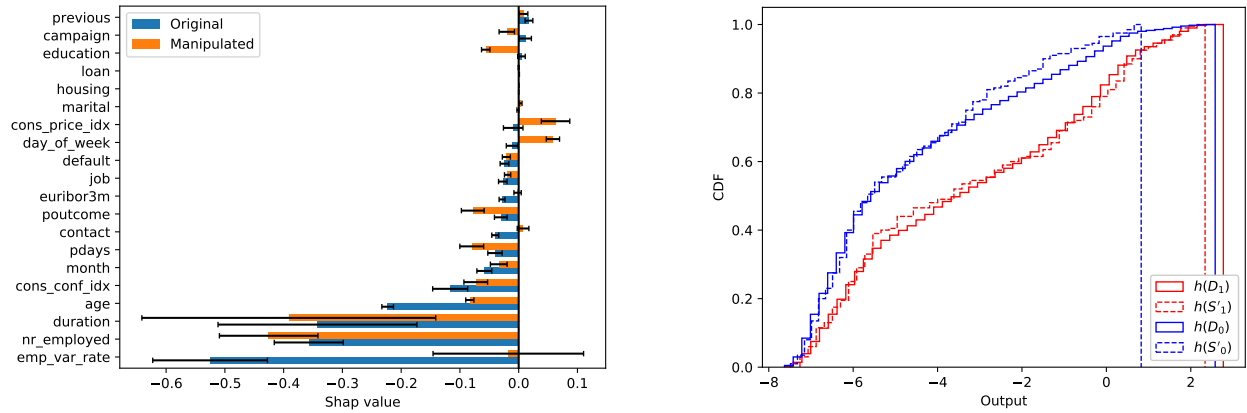 previous
campaign
education
loan
housing
marital
cons_price_idx
day_of_week
default
job
euribor3m
poutcome
contact
pdays
month
cons_conf_idx
age
duration
nr_employed
emp_var_rate
Original
Manipulated
−0.6 −0.5 −0.4 −0.3 −0.2 −0.1 0.0 0.1
Shap value
1.0
0.8
0.6
0.4
0.2
0.0
CDF
h(D₁)
h(S'₁)
h(D₀)
h(S'₀)
−8 −6 −4 −2 0 2
Output